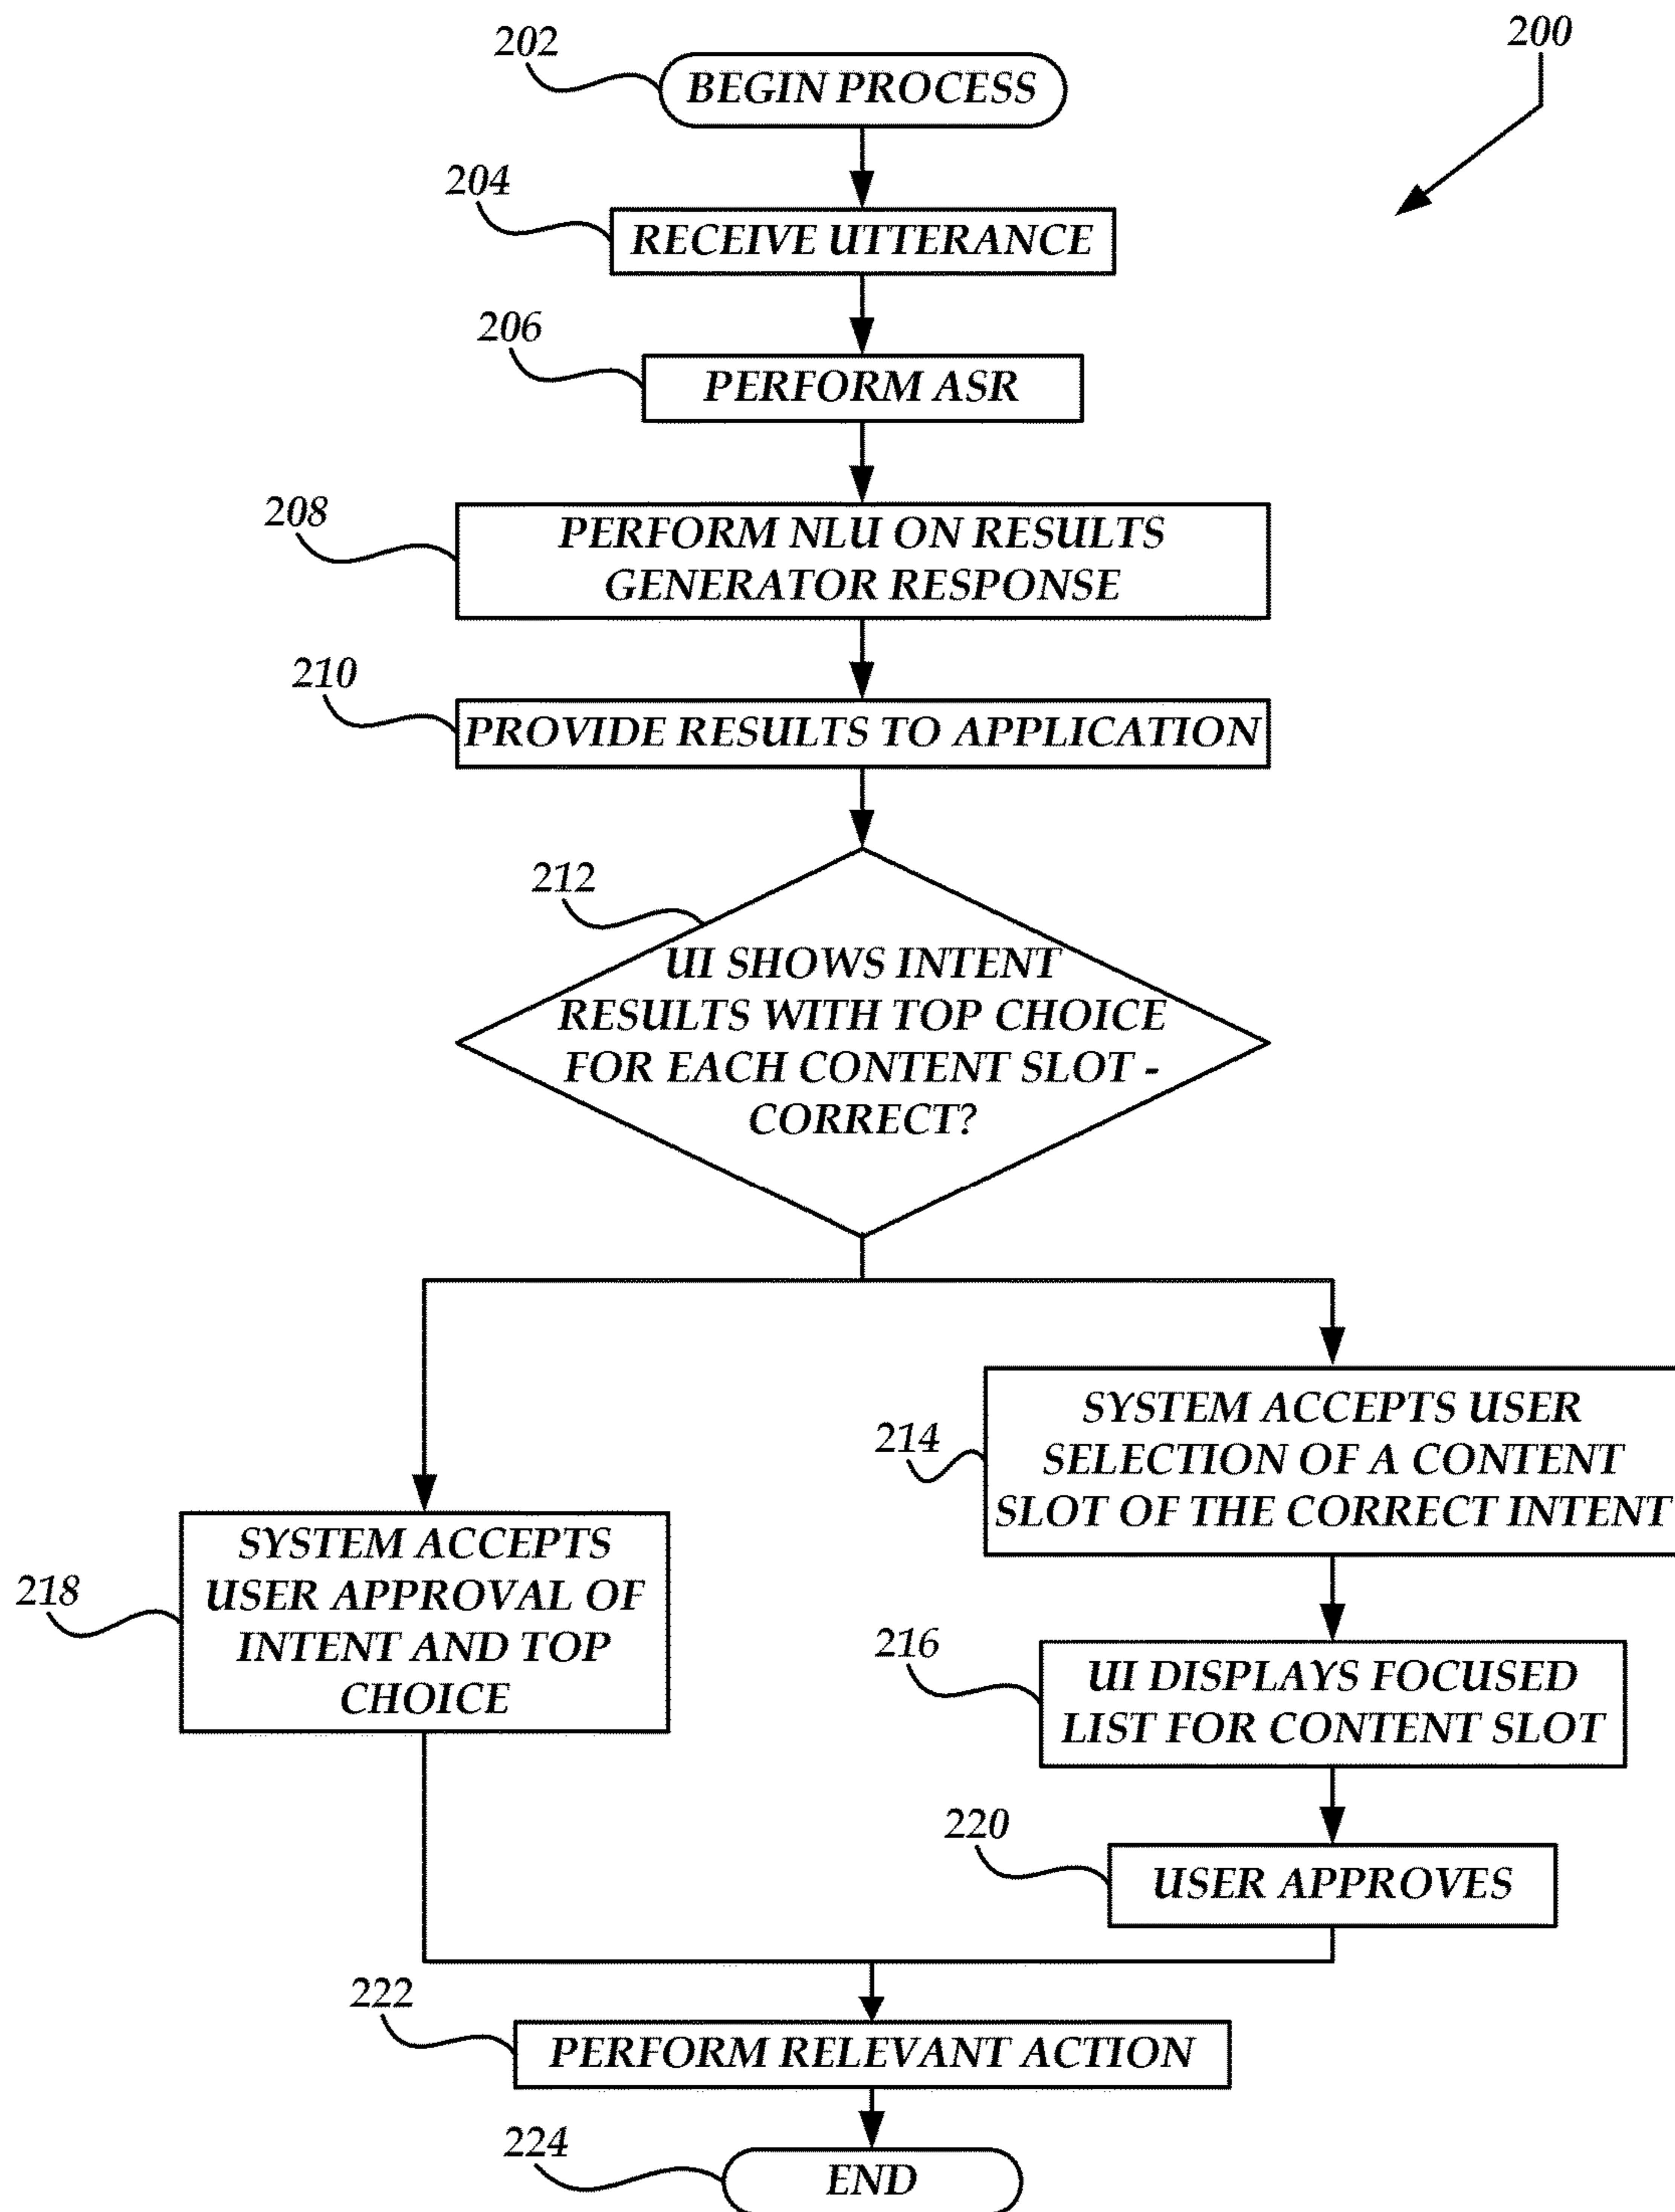 200
202
BEGIN PROCESS
204
RECEIVE UTTERANCE
206
PERFORM ASR
208
PERFORM NLU ON RESULTS
GENERATOR RESPONSE
210
PROVIDE RESULTS TO APPLICATION
212
UI SHOWS INTENT
RESULTS WITH TOP CHOICE
FOR EACH CONTENT SLOT -
CORRECT?
214
SYSTEM ACCEPTS USER
SELECTION OF A CONTENT
SLOT OF THE CORRECT INTENT
218
SYSTEM ACCEPTS
USER APPROVAL OF
INTENT AND TOP
CHOICE
216
UI DISPLAYS FOCUSED
LIST FOR CONTENT SLOT
220
USER APPROVES
222
PERFORM RELEVANT ACTION
224
END